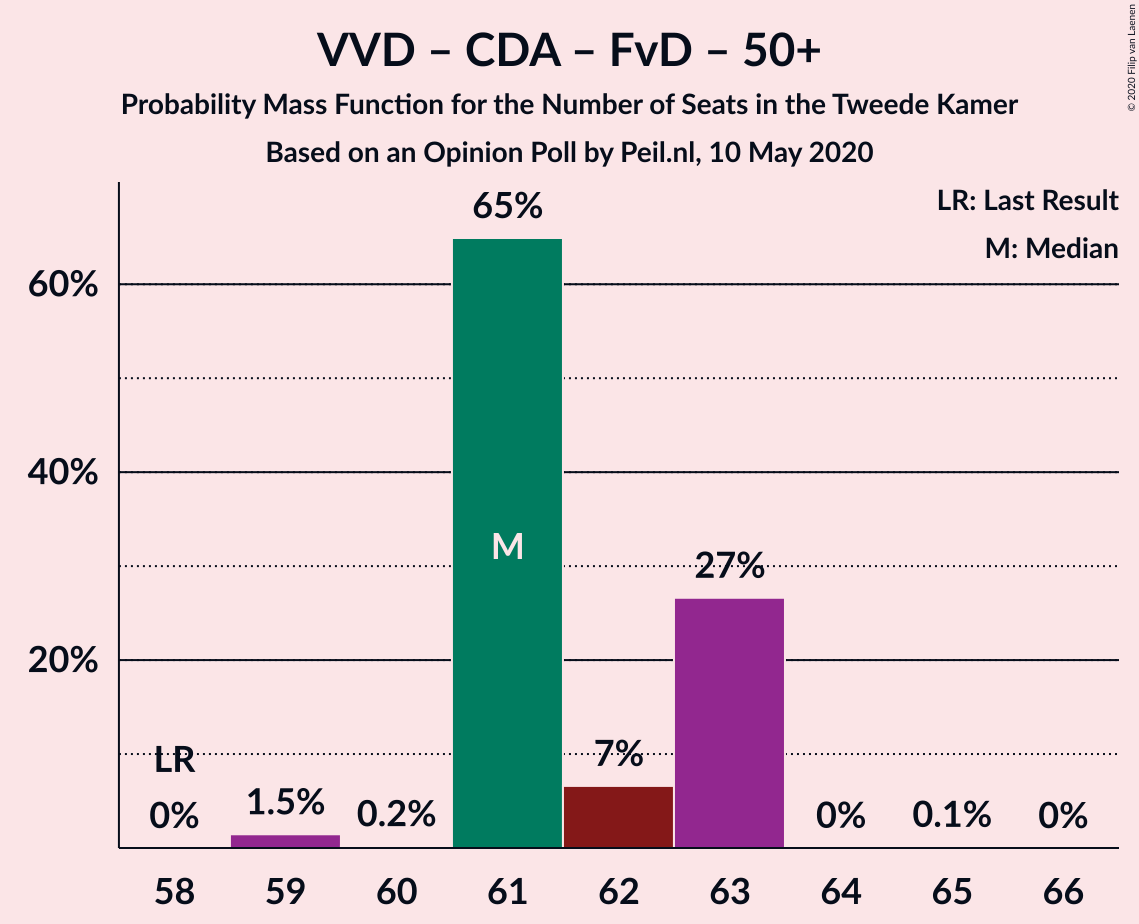 VVD – CDA – FvD – 50+
Probability Mass Function for the Number of Seats in the Tweede Kamer
Based on an Opinion Poll by Peil.nl, 10 May 2020
© 2020 Filip van Laenen
LR: Last Result
M: Median
60%
40%
20%
65%
M
27%
7%
LR
0%
1.5%
0.2%
0%
0.1%
0%
58 59 60 61 62 63 64 65 66